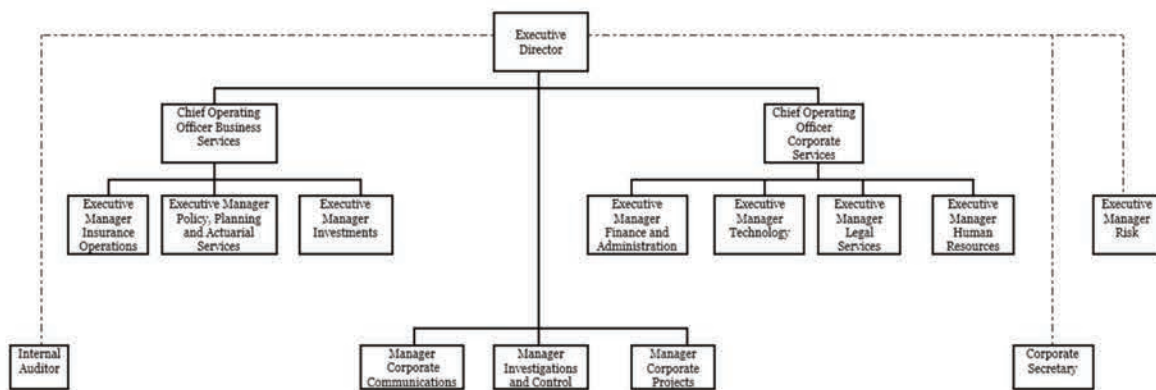 Executive
Director
Chief Operating
Officer Business
Services
Chief Operating
Officer
Corporate
Services
Executive
Manager
Insurance
Operations
Executive Manager
Policy, Planning
and Actuarial
Services
Executive
Manager
Investments
Executive
Manager
Finance and
Administration
Executive
Manager
Technology
Executive
Manager
Legal
Services
Executive
Manager
Human
Resources
Executive
Manager
Risk
Internal
Auditor
Manager
Corporate
Communications
Manager
Investigations
and Control
Manager
Corporate
Projects
Corporate
Secretary